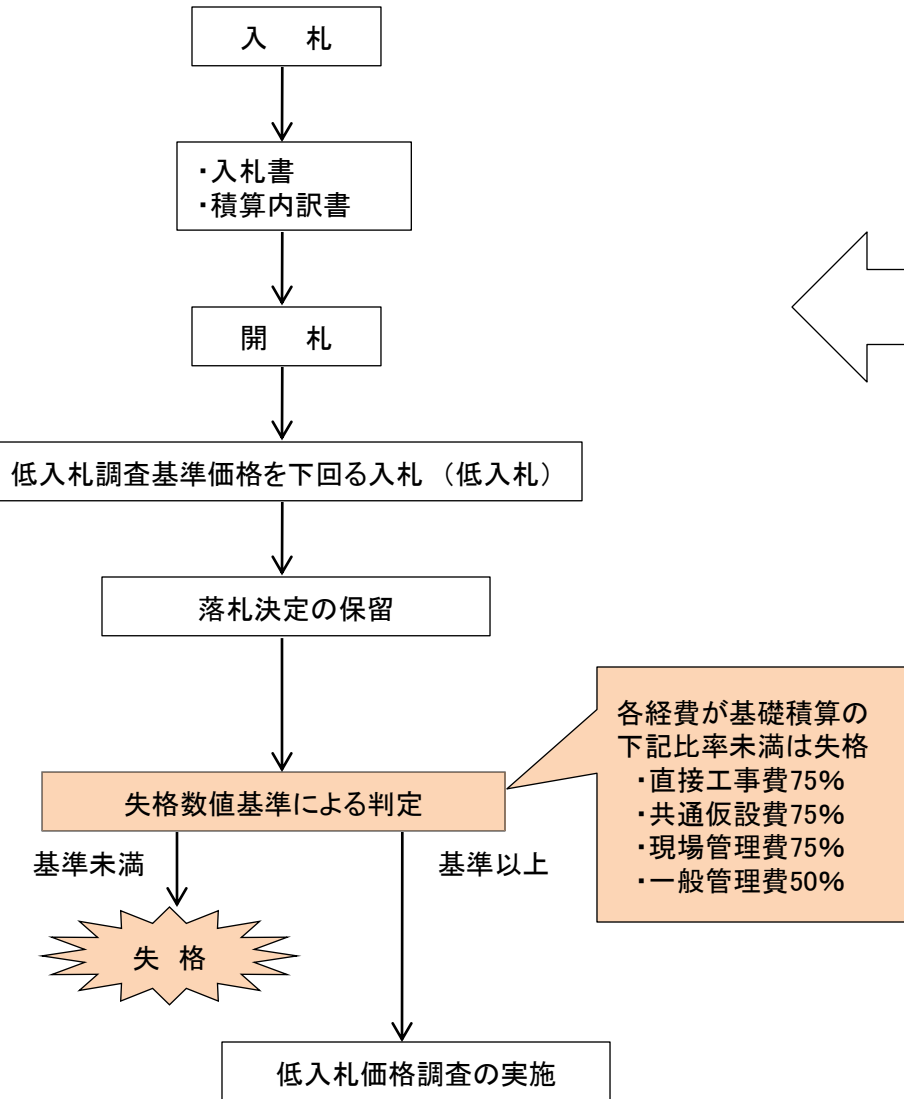 入　札
・入札書
・積算内訳書
開　札
低入札調査基準価格を下回る入札 （低入札）
落札決定の保留
各経費が基礎積算の
下記比率未満は失格
・直接工事費75%
・共通仮設費75%
・現場管理費75%
・一般管理費50%
失格数値基準による判定
基準未満
基準以上
失 格
低入札価格調査の実施